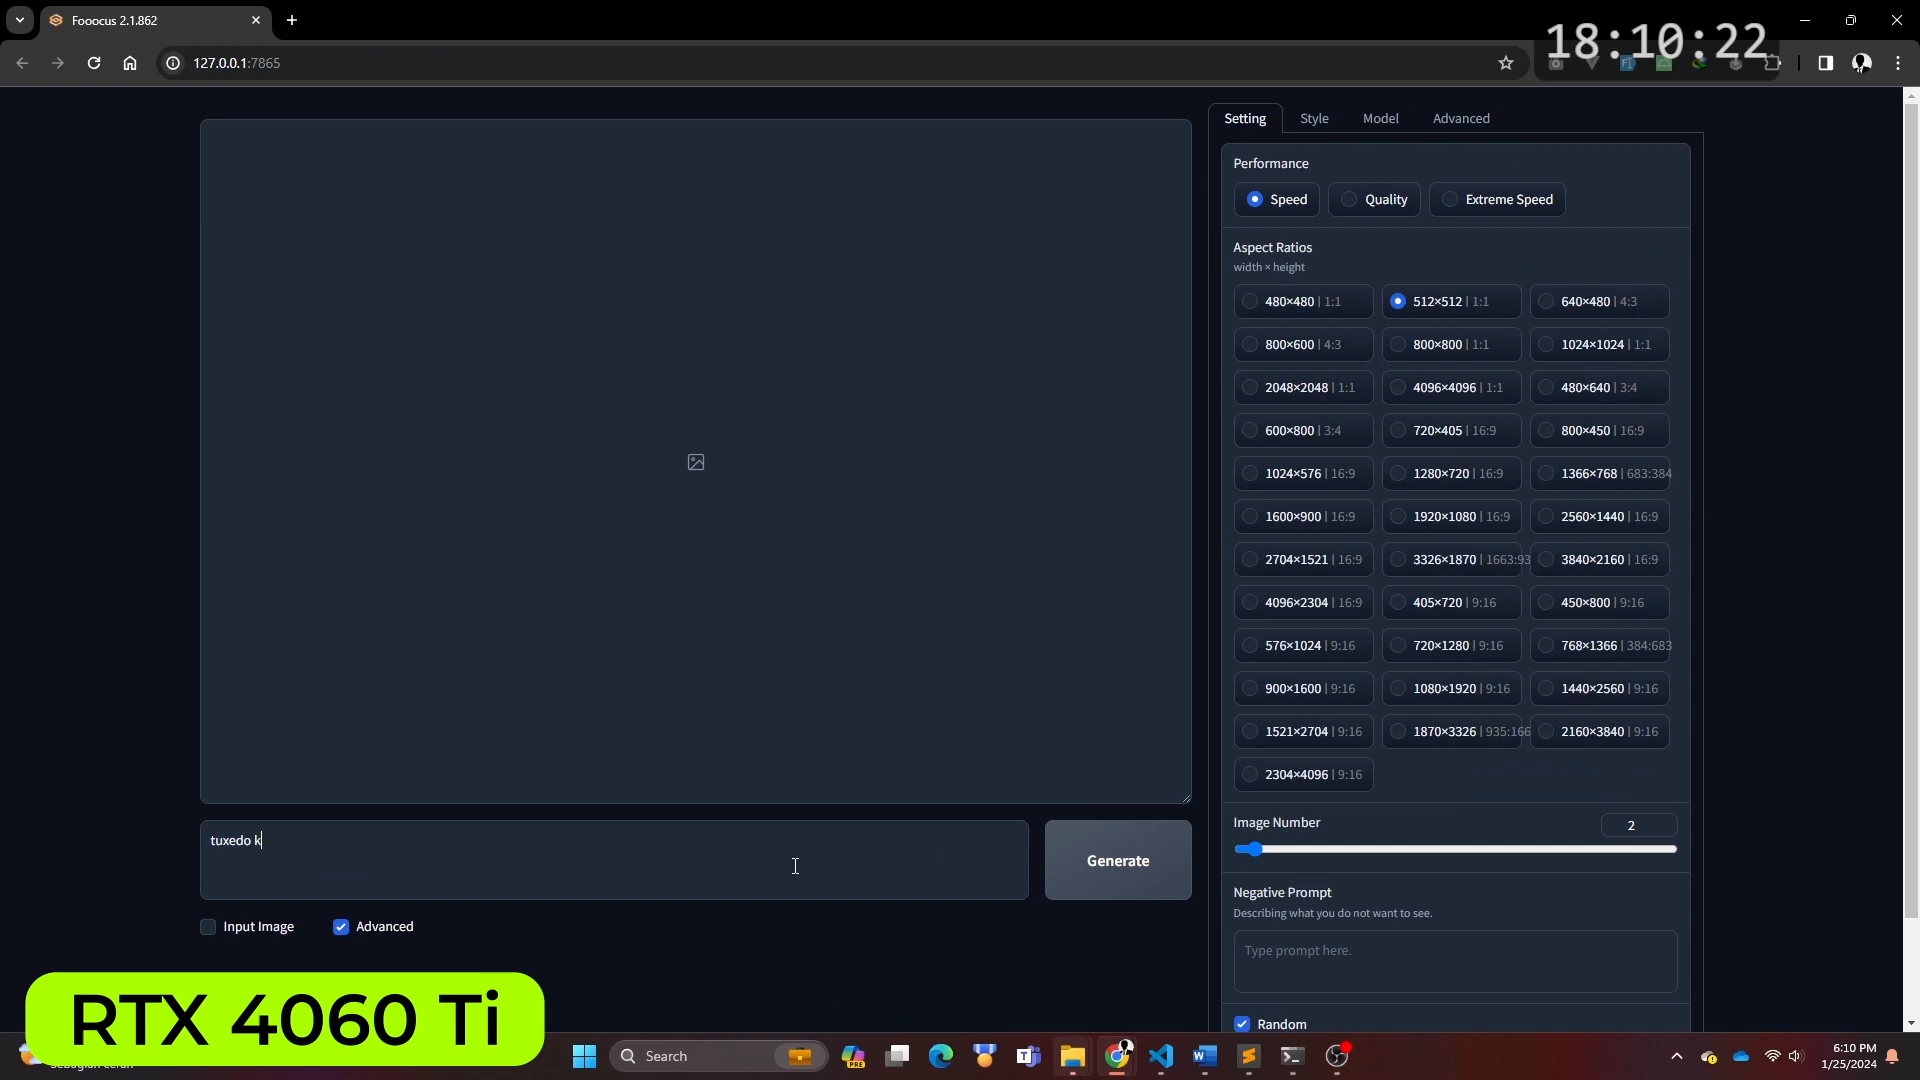 Fooocus 2.1.862
18:10:22
127.0.0.1:7865
Setting Style Model Advanced
Performance
Speed Quality Extreme Speed
Aspect Ratios
width × height
480×480 | 1:1 512×512 | 1:1 640×480 | 4:3
800×600 | 4:3 800×800 | 1:1 1024×1024 | 1:1
2048×2048 | 1:1 4096×4096 | 1:1 480×640 | 3:4
600×800 | 3:4 720×405 | 16:9 800×450 | 16:9
1024×576 | 16:9 1280×720 | 16:9 1366×768 | 683:384
1600×900 | 16:9 1920×1080 | 16:9 2560×1440 | 16:9
2704×1521 | 16:9 3326×1870 | 1663:93 3840×2160 | 16:9
4096×2304 | 16:9 405×720 | 9:16 450×800 | 9:16
576×1024 | 9:16 720×1280 | 9:16 768×1366 | 384:683
900×1600 | 9:16 1080×1920 | 9:16 1440×2560 | 9:16
1521×2704 | 9:16 1870×3326 | 935:166 2160×3840 | 9:16
2304×4096 | 9:16
Image Number 2
Negative Prompt
Describing what you do not want to see.
Type prompt here.
Random
tuxedo k
Generate
Input Image Advanced
RTX 4060 Ti
Search
PRE
6:10 PM
1/25/2024